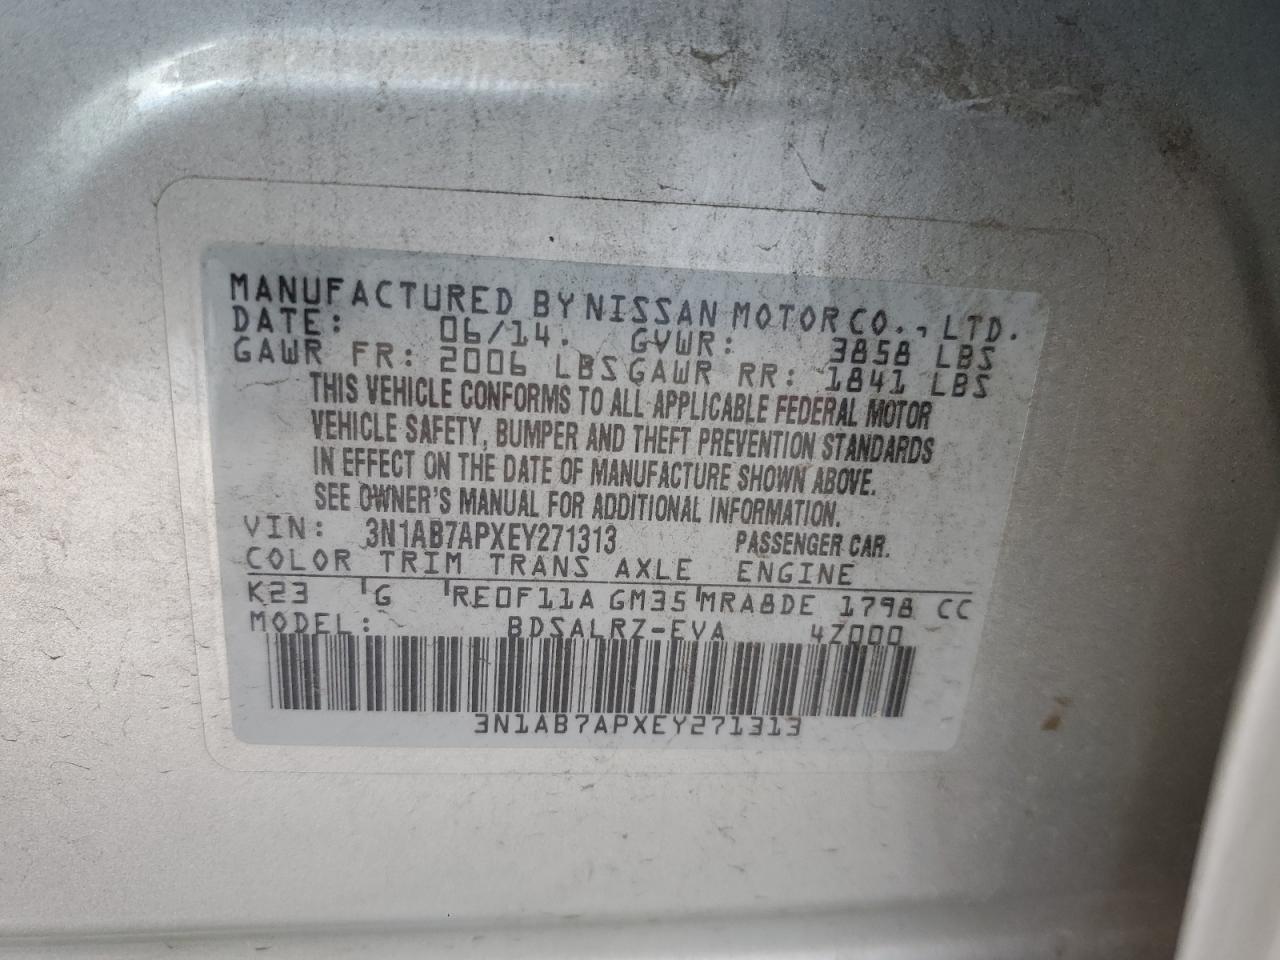 MANUFACTURED BY NISSAN MOTOR CO., LTD.
DATE: 06/14. GVWR: 3858 LBS
GAWR FR: 2006 LBS GAWR RR: 1841 LBS
THIS VEHICLE CONFORMS TO ALL APPLICABLE FEDERAL MOTOR
VEHICLE SAFETY, BUMPER AND THEFT PREVENTION STANDARDS
IN EFFECT ON THE DATE OF MANUFACTURE SHOWN ABOVE.
SEE OWNER'S MANUAL FOR ADDITIONAL INFORMATION.
VIN: 3N1AB7APXEY271313 PASSENGER CAR.
COLOR TRIM TRANS AXLE ENGINE
K23 G RE0F11A GM35 MRA8DE 1798 CC
MODEL: BDSALRZ-EVA 4Z000
3N1AB7APXEY271313